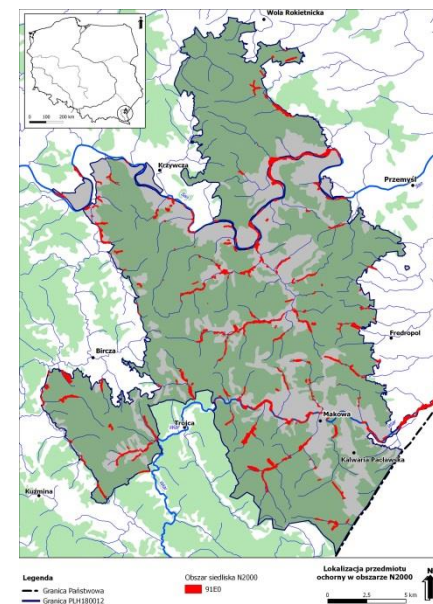 Wola Rokietnicka
0 100 200 km
Krzywcza
Przemyśl
Fredropol
Bircza
Trójca
Makowa
Kalwaria Pacławska
Kuźmina
Legenda
Granica Państwowa
Granica PLH180012
Obszar siedliska N2000
91E0
Lokalizacja przedmiotu
ochorny w obszarze N2000
N
0 2,5 5 km